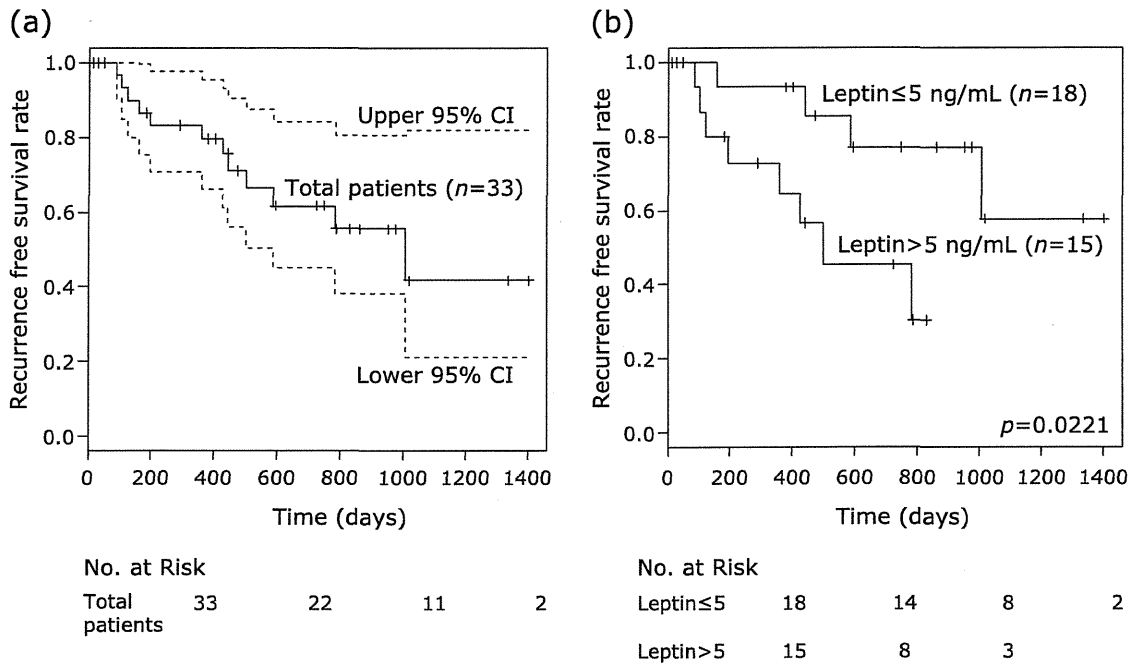 (a)
Recurrence free survival rate
1.0
0.8
0.6
0.4
0.2
0.0
Upper 95% CI
Total patients (n=33)
Lower 95% CI
0 200 400 600 800 1000 1200 1400
Time (days)
No. at Risk
Total patients 33 22 11 2
(b)
Recurrence free survival rate
1.0
0.8
0.6
0.4
0.2
0.0
Leptin≤5 ng/mL (n=18)
Leptin>5 ng/mL (n=15)
p=0.0221
0 200 400 600 800 1000 1200 1400
Time (days)
No. at Risk
Leptin≤5 18 14 8 2
Leptin>5 15 8 3